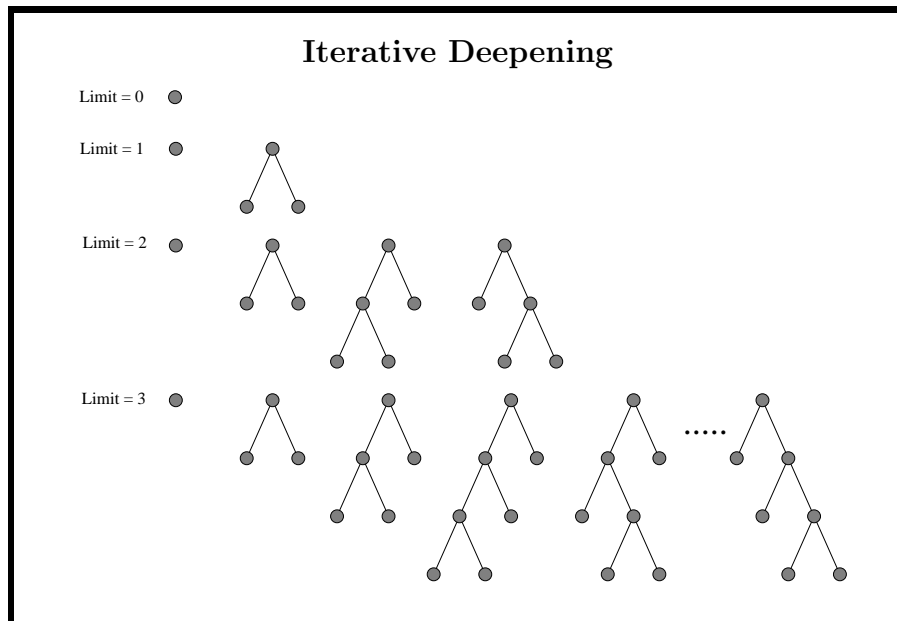 Iterative Deepening
Limit = 0
Limit = 1
Limit = 2
Limit = 3
.....